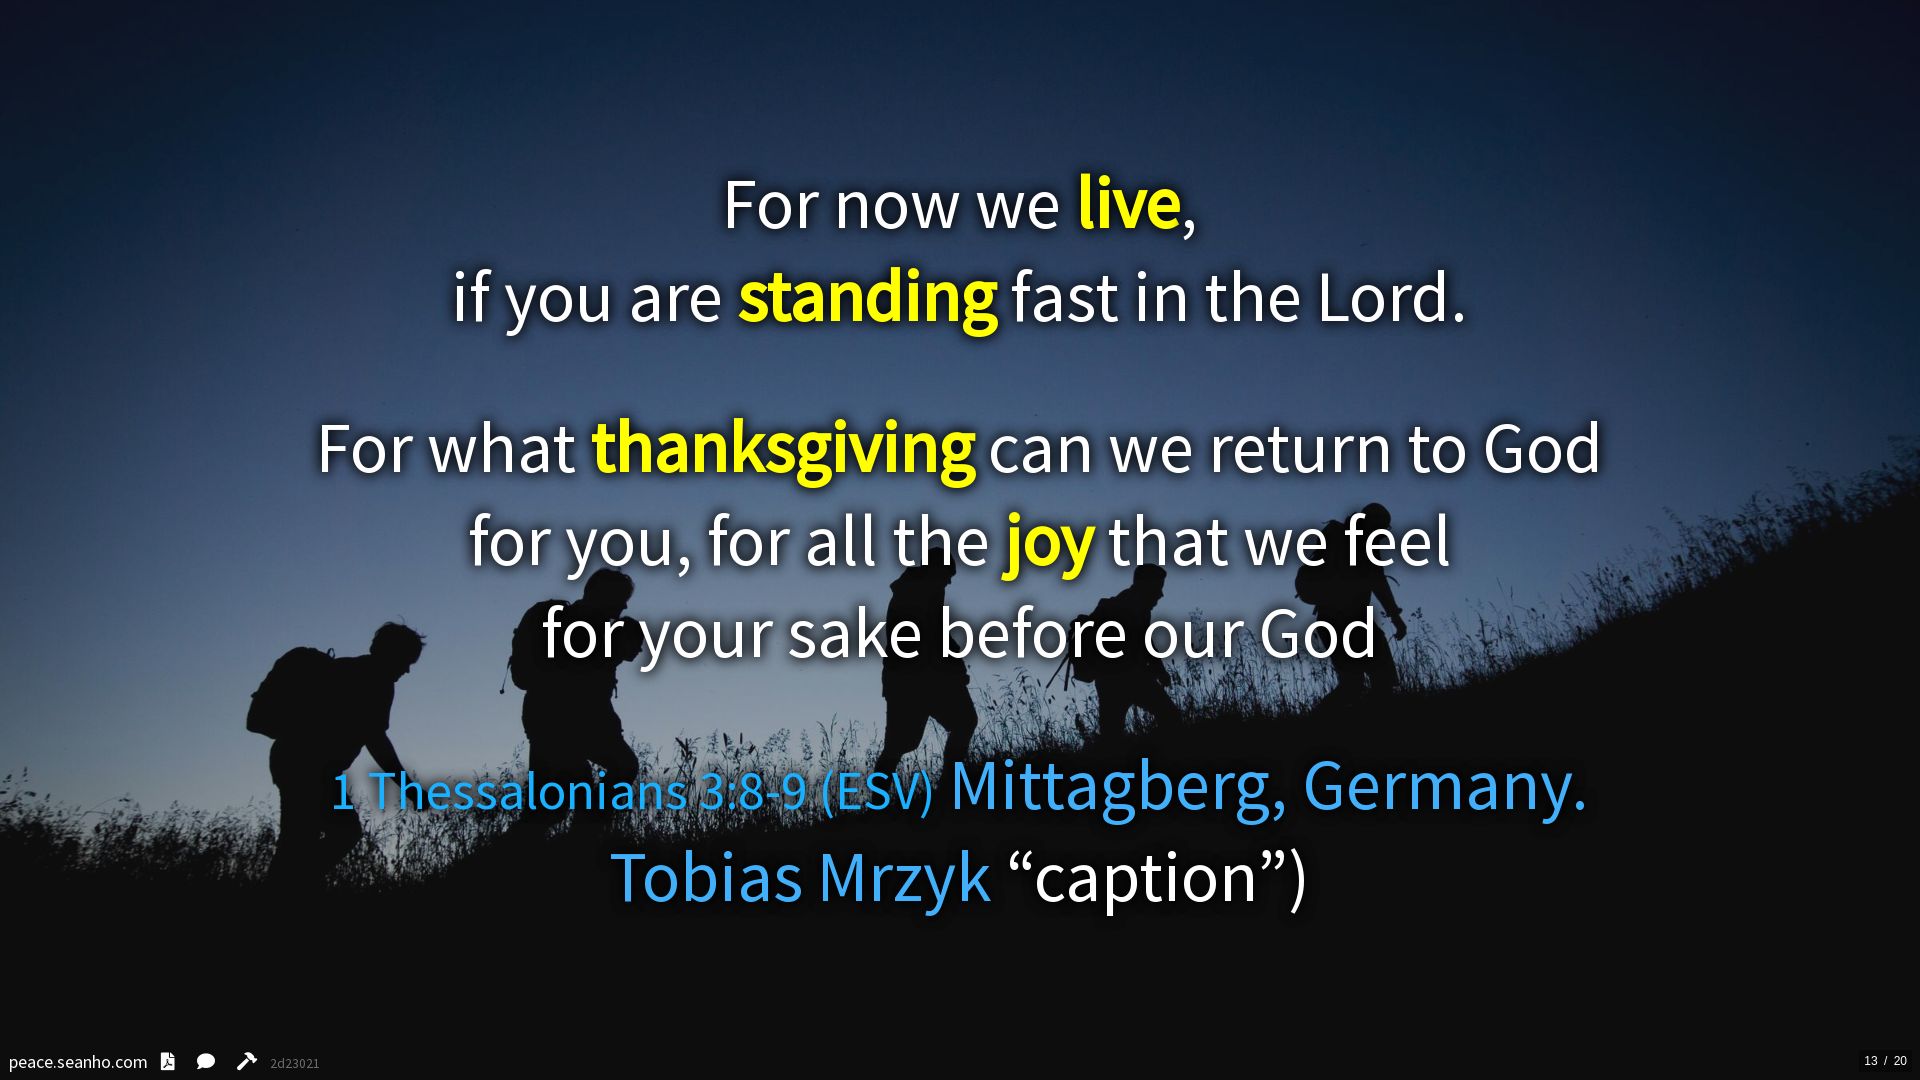 For now we live,
if you are standing fast in the Lord.
For what thanksgiving can we return to God
for you, for all the joy that we feel
for your sake before our God
1 Thessalonians 3:8-9 (ESV) Mittagberg, Germany.
Tobias Mrzyk “caption”)
peace.seanho.com 2d23021
13 / 20